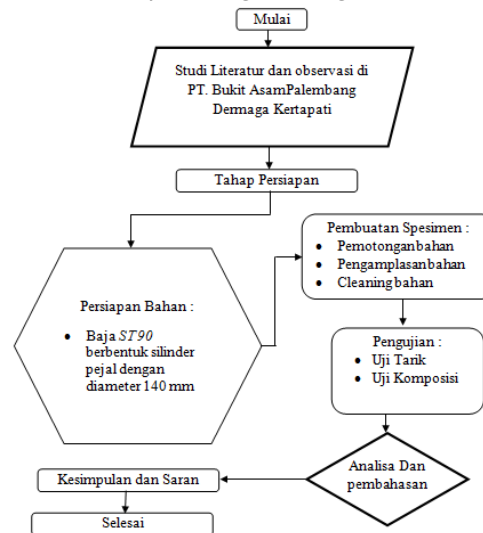 Mulai
Studi Literatur dan observasi di
PT. Bukit AsamPalembang
Dermaga Kertapati
Tahap Persiapan
Persiapan Bahan :
• Baja ST90
berbentuk silinder
pejal dengan
diameter 140 mm
Pembuatan Spesimen :
• Pemotonganbahan
• Pengamplasanbahan
• Cleaningbahan
Pengujian :
• Uji Tarik
• Uji Komposisi
Analisa Dan
pembahasan
Kesimpulan dan Saran
Selesai